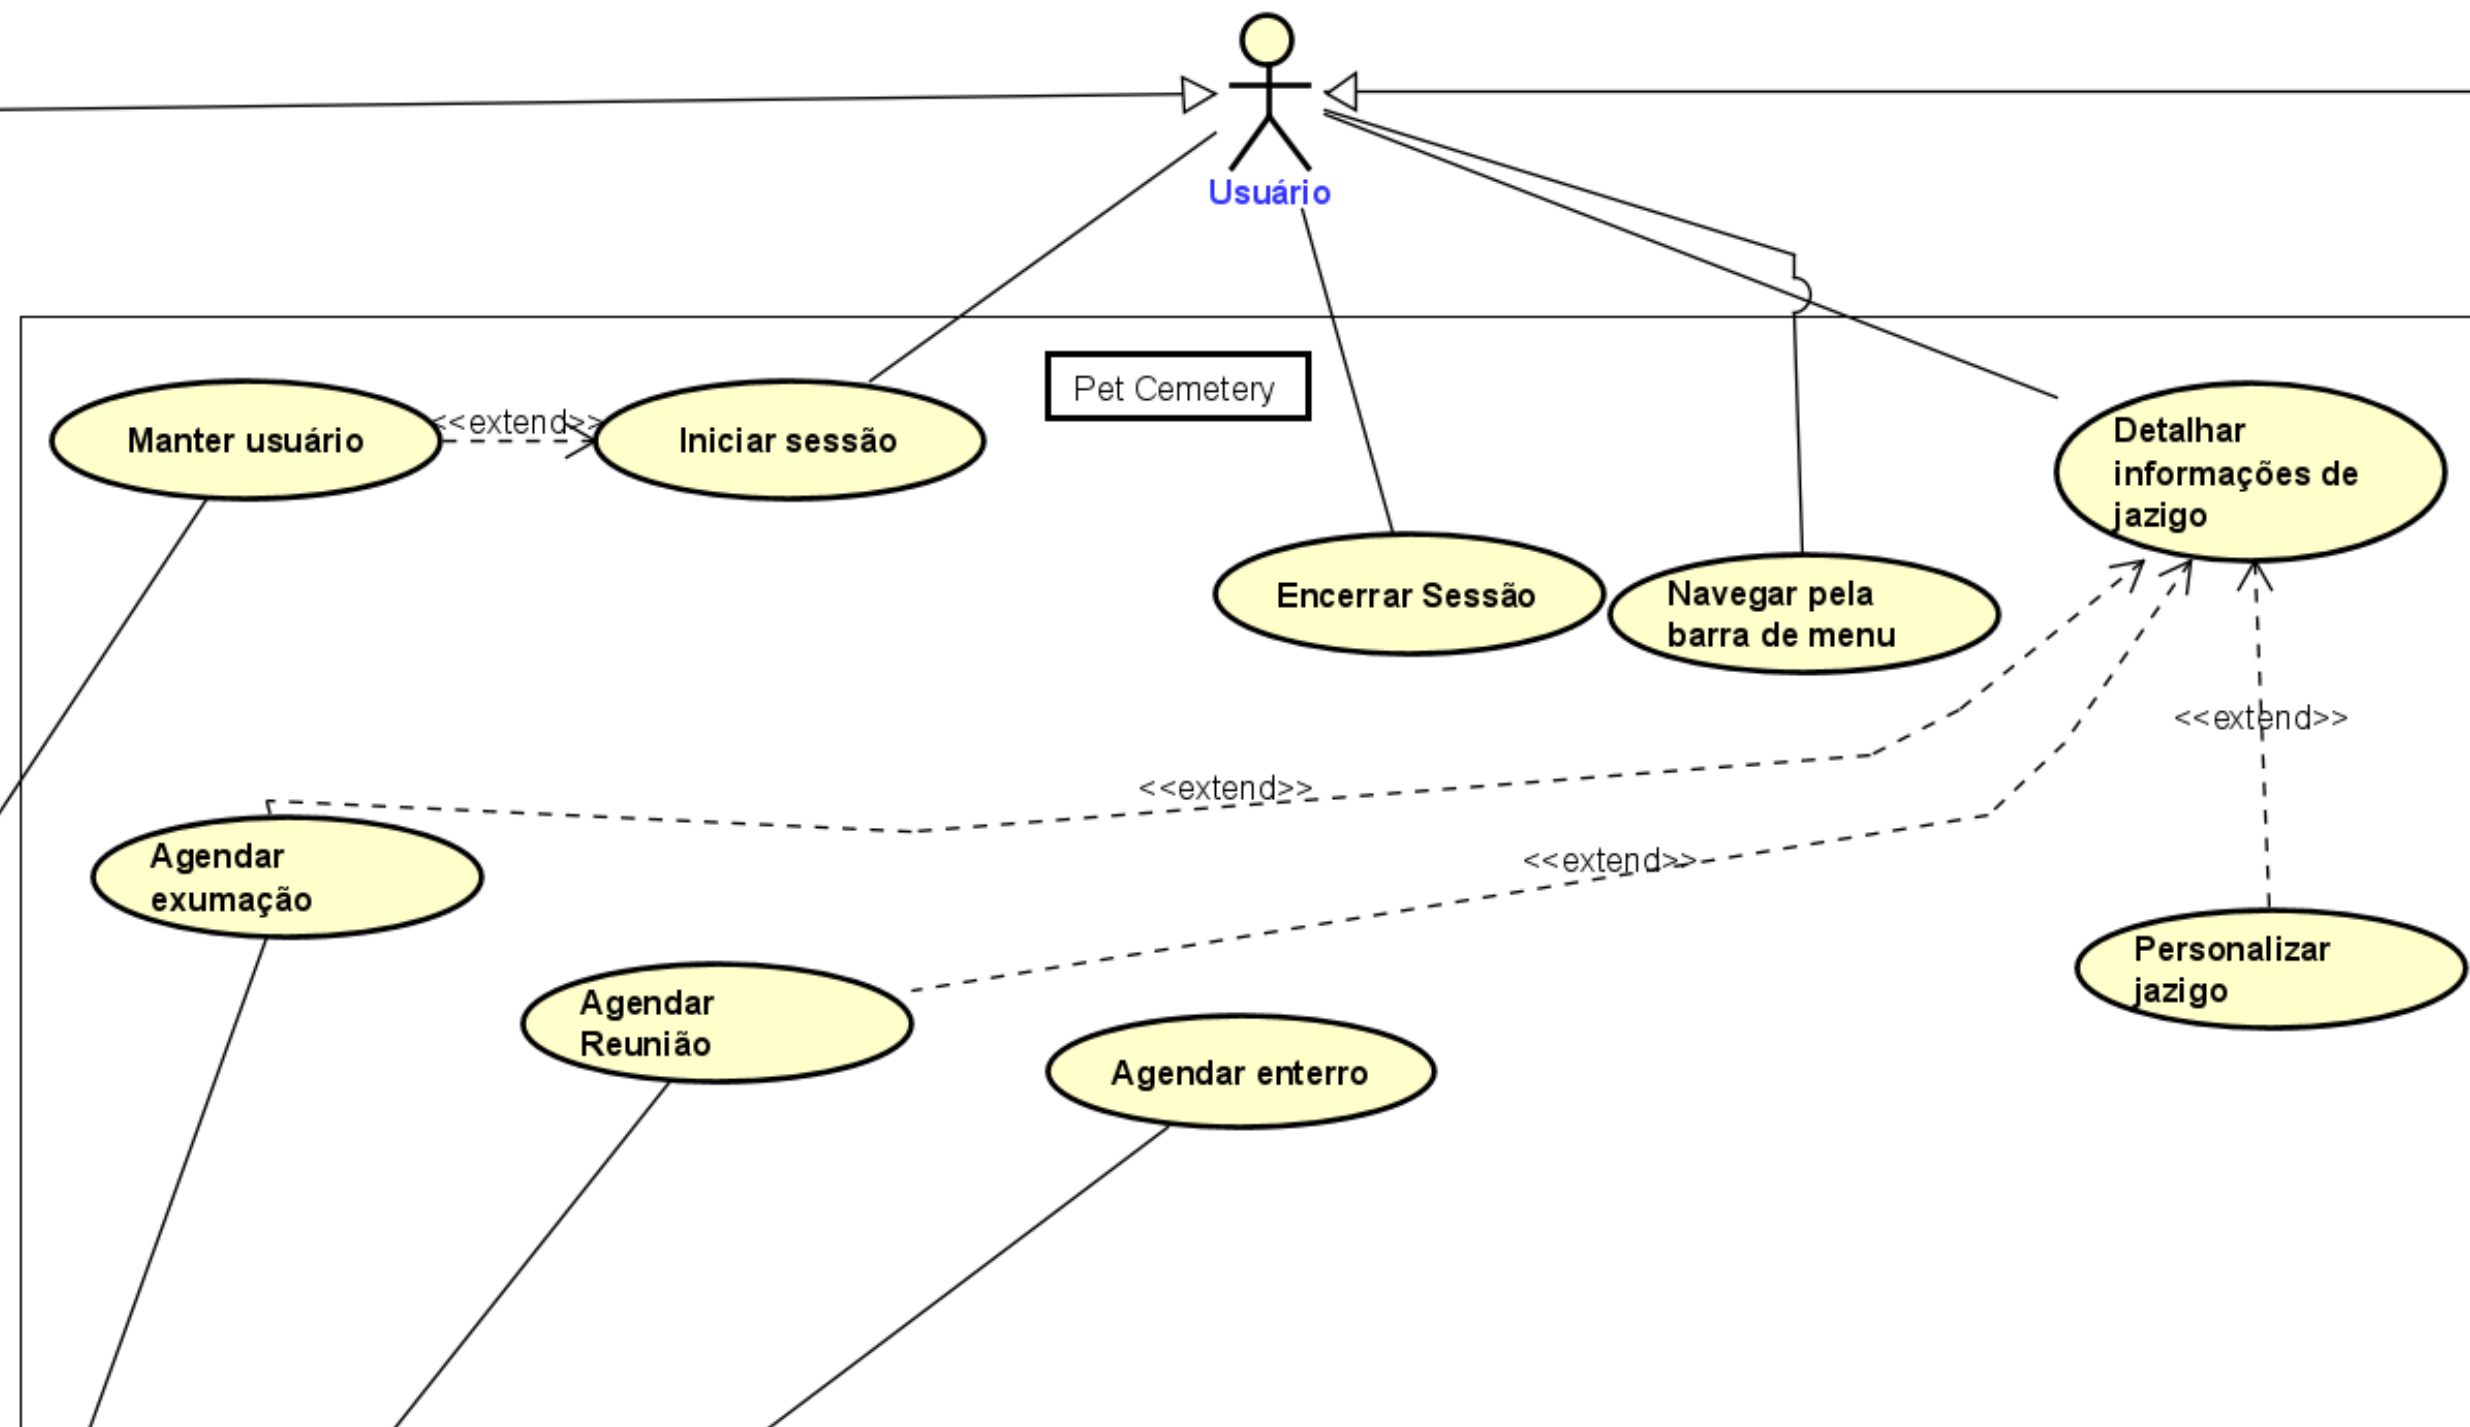 Usuário
Pet Cemetery
<<extend>>
Manter usuário
Iniciar sessão
Detalhar
informações de
jazigo
Encerrar Sessão
Navegar pela
barra de menu
<<extend>>
<<extend>>
<<extend>>
Agendar
exumação
Personalizar
jazigo
Agendar
Reunião
Agendar enterro